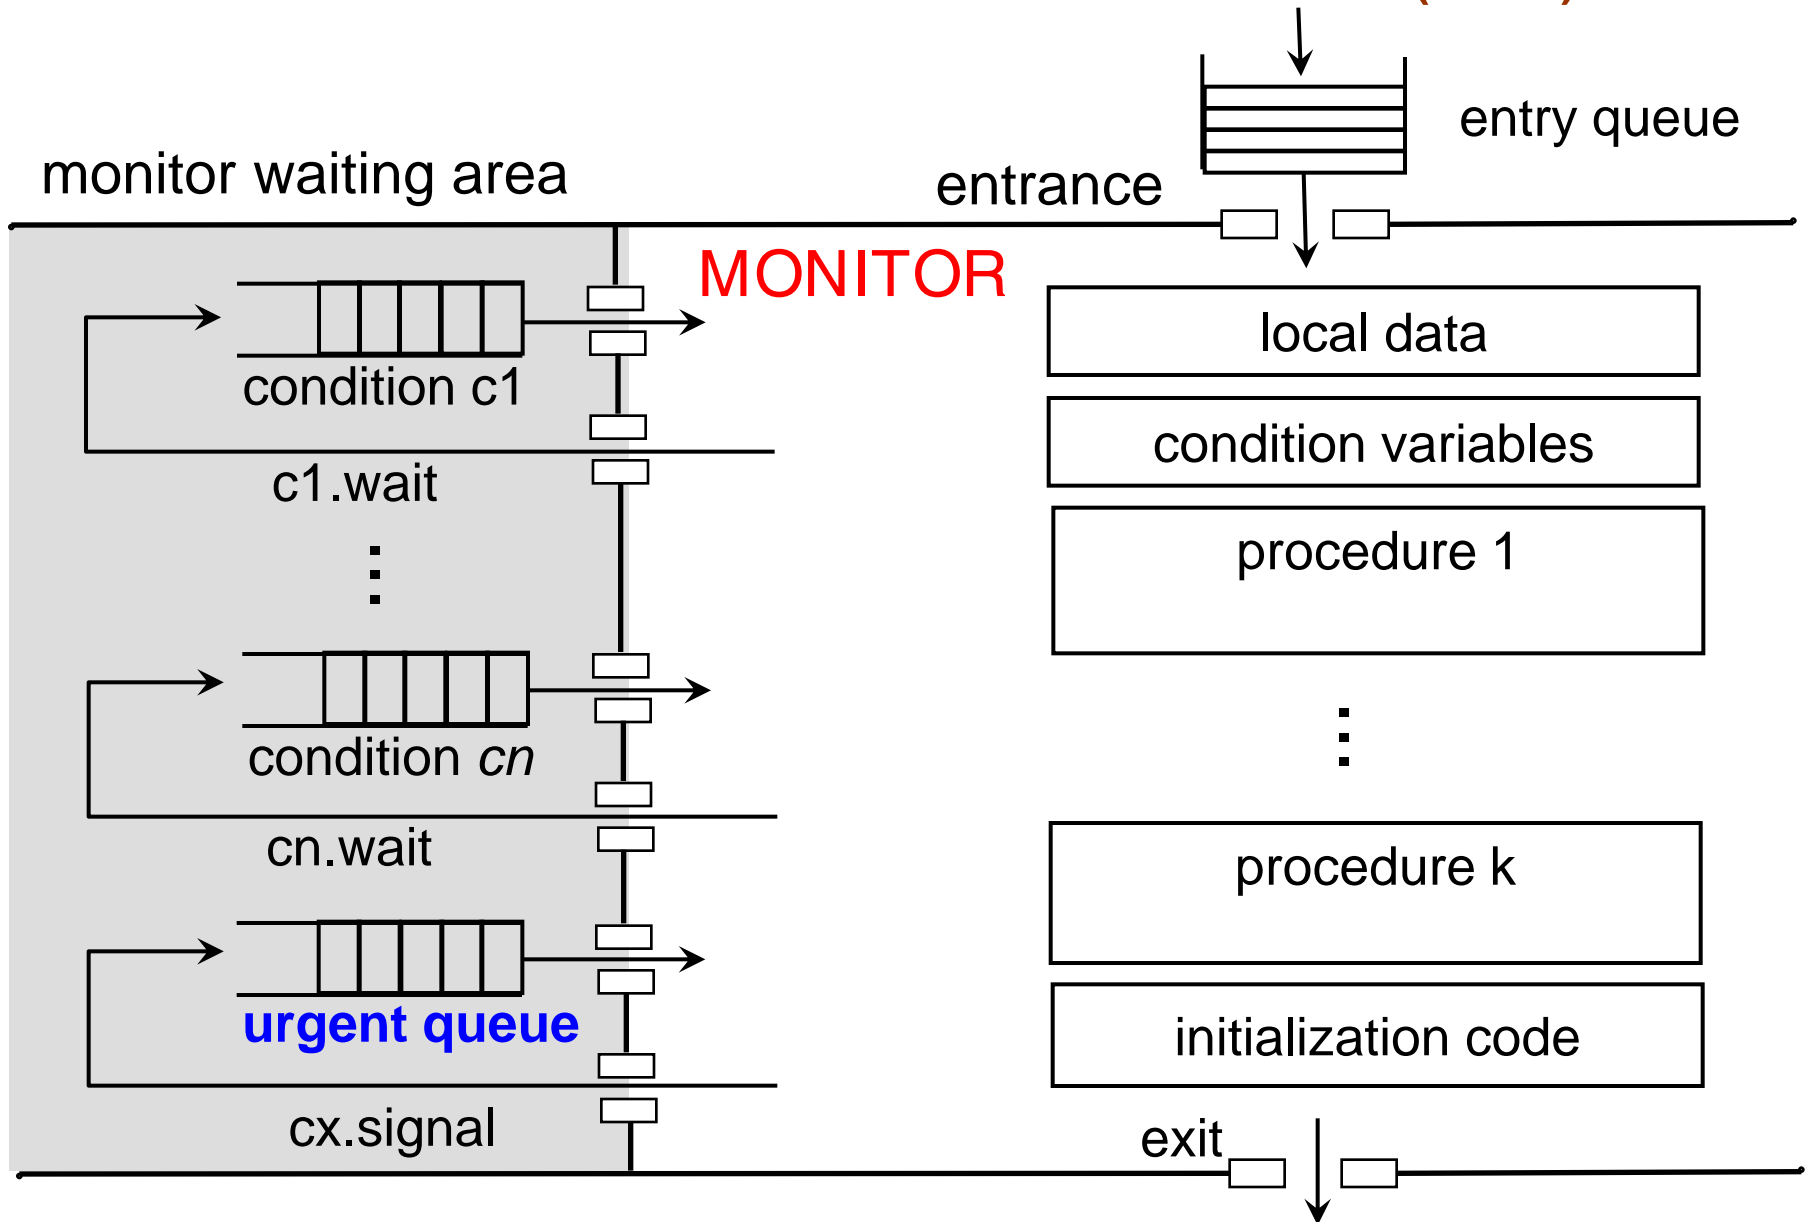 entry queue
monitor waiting area
entrance
MONITOR
local data
condition c1
condition variables
c1.wait
procedure 1
condition cn
cn.wait
procedure k
urgent queue
initialization code
cx.signal
exit